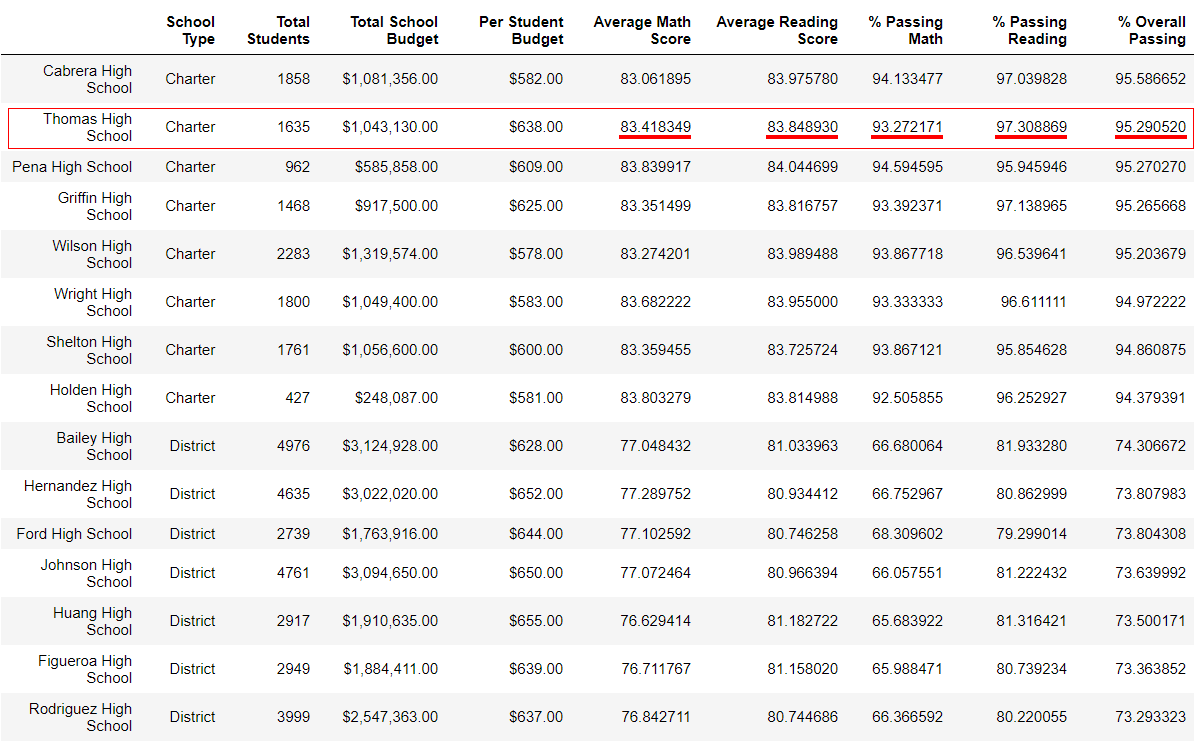 School Type Total Students Total School Budget Per Student Budget Average Math Score Average Reading Score % Passing Math % Passing Reading % Overall Passing
Cabrera High School Charter 1858 $1,081,356.00 $582.00 83.061895 83.975780 94.133477 97.039828 95.586652
Thomas High School Charter 1635 $1,043,130.00 $638.00 83.418349 83.848930 93.272171 97.308869 95.290520
Pena High School Charter 962 $585,858.00 $609.00 83.839917 84.044699 94.594595 95.945946 95.270270
Griffin High School Charter 1468 $917,500.00 $625.00 83.351499 83.816757 93.392371 97.138965 95.265668
Wilson High School Charter 2283 $1,319,574.00 $578.00 83.274201 83.989488 93.867718 96.539641 95.203679
Wright High School Charter 1800 $1,049,400.00 $583.00 83.682222 83.955000 93.333333 96.611111 94.972222
Shelton High School Charter 1761 $1,056,600.00 $600.00 83.359455 83.725724 93.867121 95.854628 94.860875
Holden High School Charter 427 $248,087.00 $581.00 83.803279 83.814988 92.505855 96.252927 94.379391
Bailey High School District 4976 $3,124,928.00 $628.00 77.048432 81.033963 66.680064 81.933280 74.306672
Hernandez High School District 4635 $3,022,020.00 $652.00 77.289752 80.934412 66.752967 80.862999 73.807983
Ford High School District 2739 $1,763,916.00 $644.00 77.102592 80.746258 68.309602 79.299014 73.804308
Johnson High School District 4761 $3,094,650.00 $650.00 77.072464 80.966394 66.057551 81.222432 73.639992
Huang High School District 2917 $1,910,635.00 $655.00 76.629414 81.182722 65.683922 81.316421 73.500171
Figueroa High School District 2949 $1,884,411.00 $639.00 76.711767 81.158020 65.988471 80.739234 73.363852
Rodriguez High School District 3999 $2,547,363.00 $637.00 76.842711 80.744686 66.366592 80.220055 73.293323